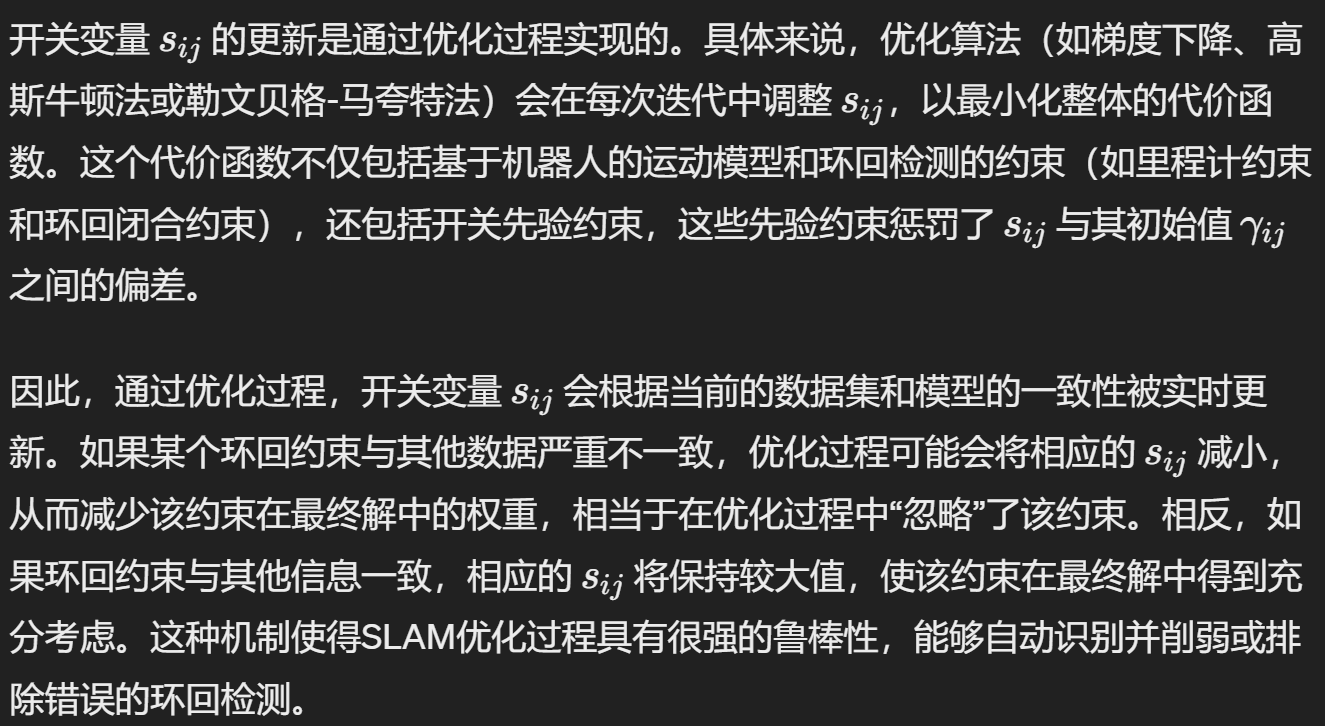 开关变量 s_{ij} 的更新是通过优化过程实现的。具体来说，优化算法（如梯度下降、高
斯牛顿法或勒文贝格-马夸特法）会在每次迭代中调整 s_{ij}，以最小化整体的代价函
数。这个代价函数不仅包括基于机器人的运动模型和环回检测的约束（如里程计约束
和环回闭合约束），还包括开关先验约束，这些先验约束惩罚了 s_{ij} 与其初始值 γ_{ij}
之间的偏差。
因此，通过优化过程，开关变量 s_{ij} 会根据当前的数据集和模型的一致性被实时更
新。如果某个环回约束与其他数据严重不一致，优化过程可能会将相应的 s_{ij} 减小，
从而减少该约束在最终解中的权重，相当于在优化过程中“忽略”了该约束。相反，如
果环回约束与其他信息一致，相应的 s_{ij} 将保持较大值，使该约束在最终解中得到充
分考虑。这种机制使得SLAM优化过程具有很强的鲁棒性，能够自动识别并削弱或排
除错误的环回检测。